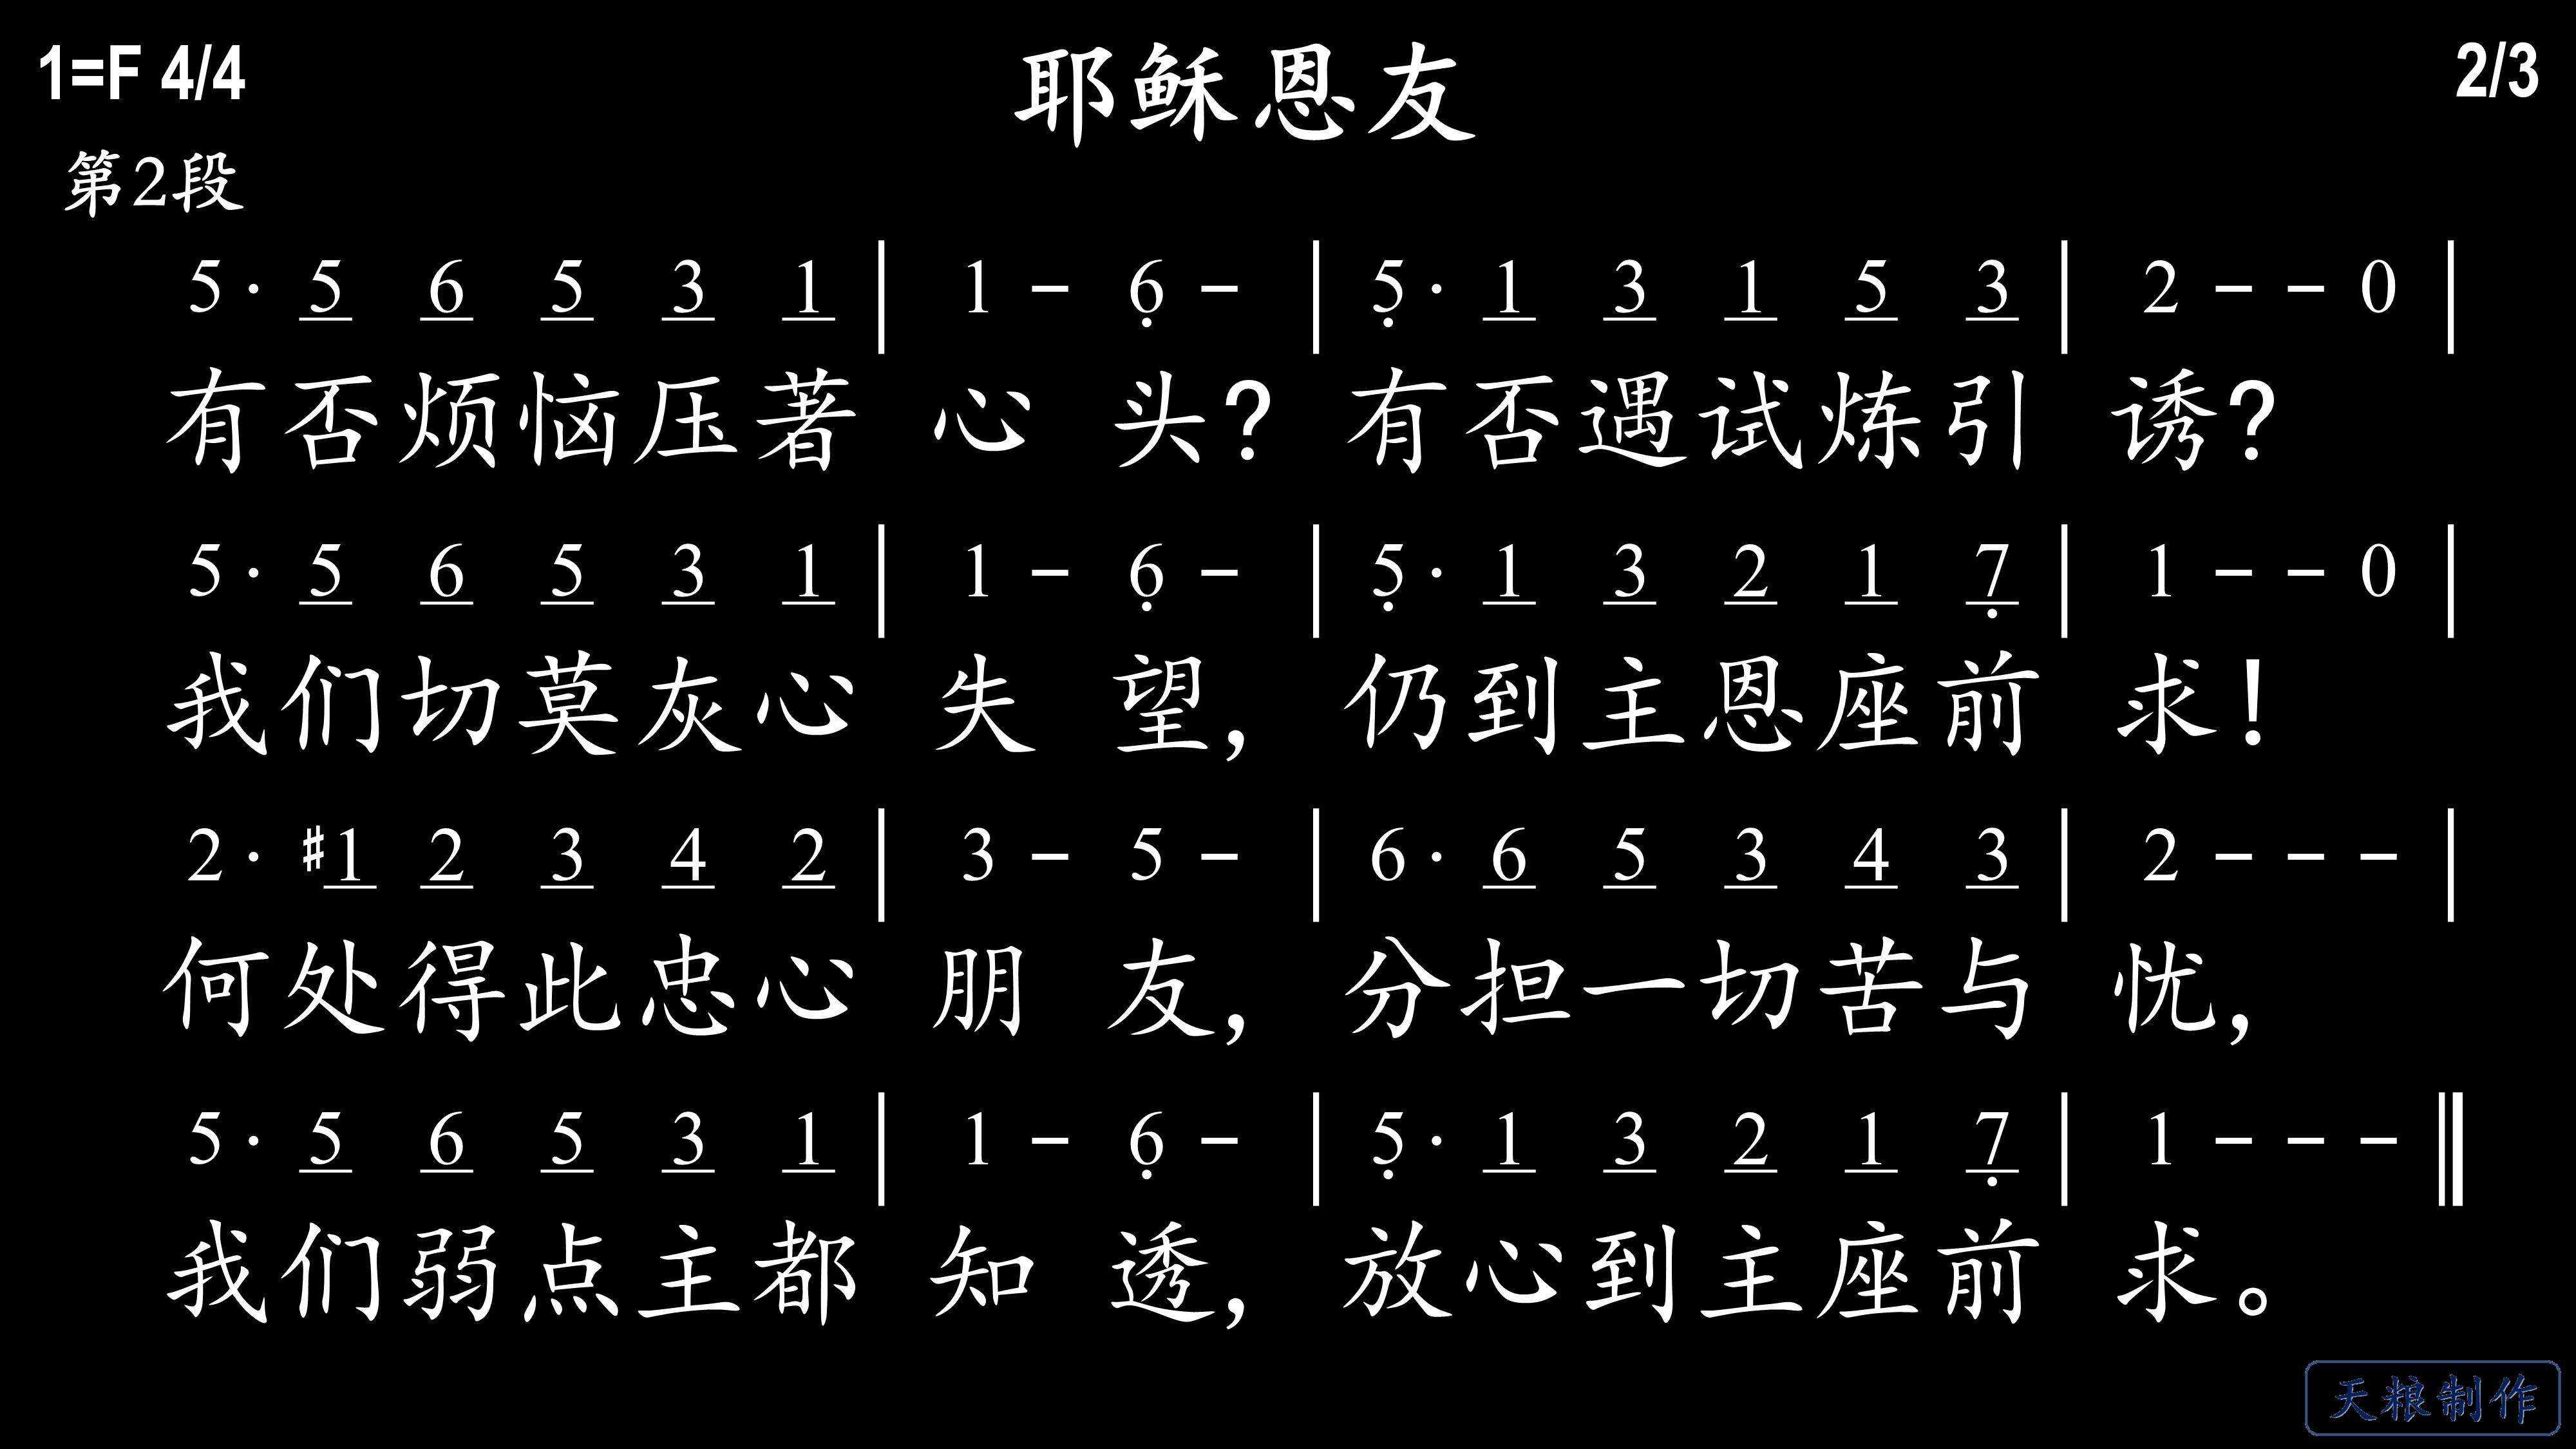 1=F 4/4 耶稣恩友 2/3
第2段
5· 5 6 5 3 1 | 1 - 6̣ - | 5̣· 1 3 1 5 3 | 2 - - 0 |
有否烦恼压著 心 头? 有否遇试炼引 诱?
5· 5 6 5 3 1 | 1 - 6̣ - | 5̣· 1 3 2 1 7̣ | 1 - - 0 |
我们切莫灰心 失 望, 仍到主恩座前 求!
2· #1 2 3 4 2 | 3 - 5 - | 6· 6 5 3 4 3 | 2 - - - |
何处得此忠心 朋 友, 分担一切苦与 忧,
5· 5 6 5 3 1 | 1 - 6̣ - | 5̣· 1 3 2 1 7̣ | 1 - - - ‖
我们弱点主都 知 透, 放心到主座前 求。
天粮制作